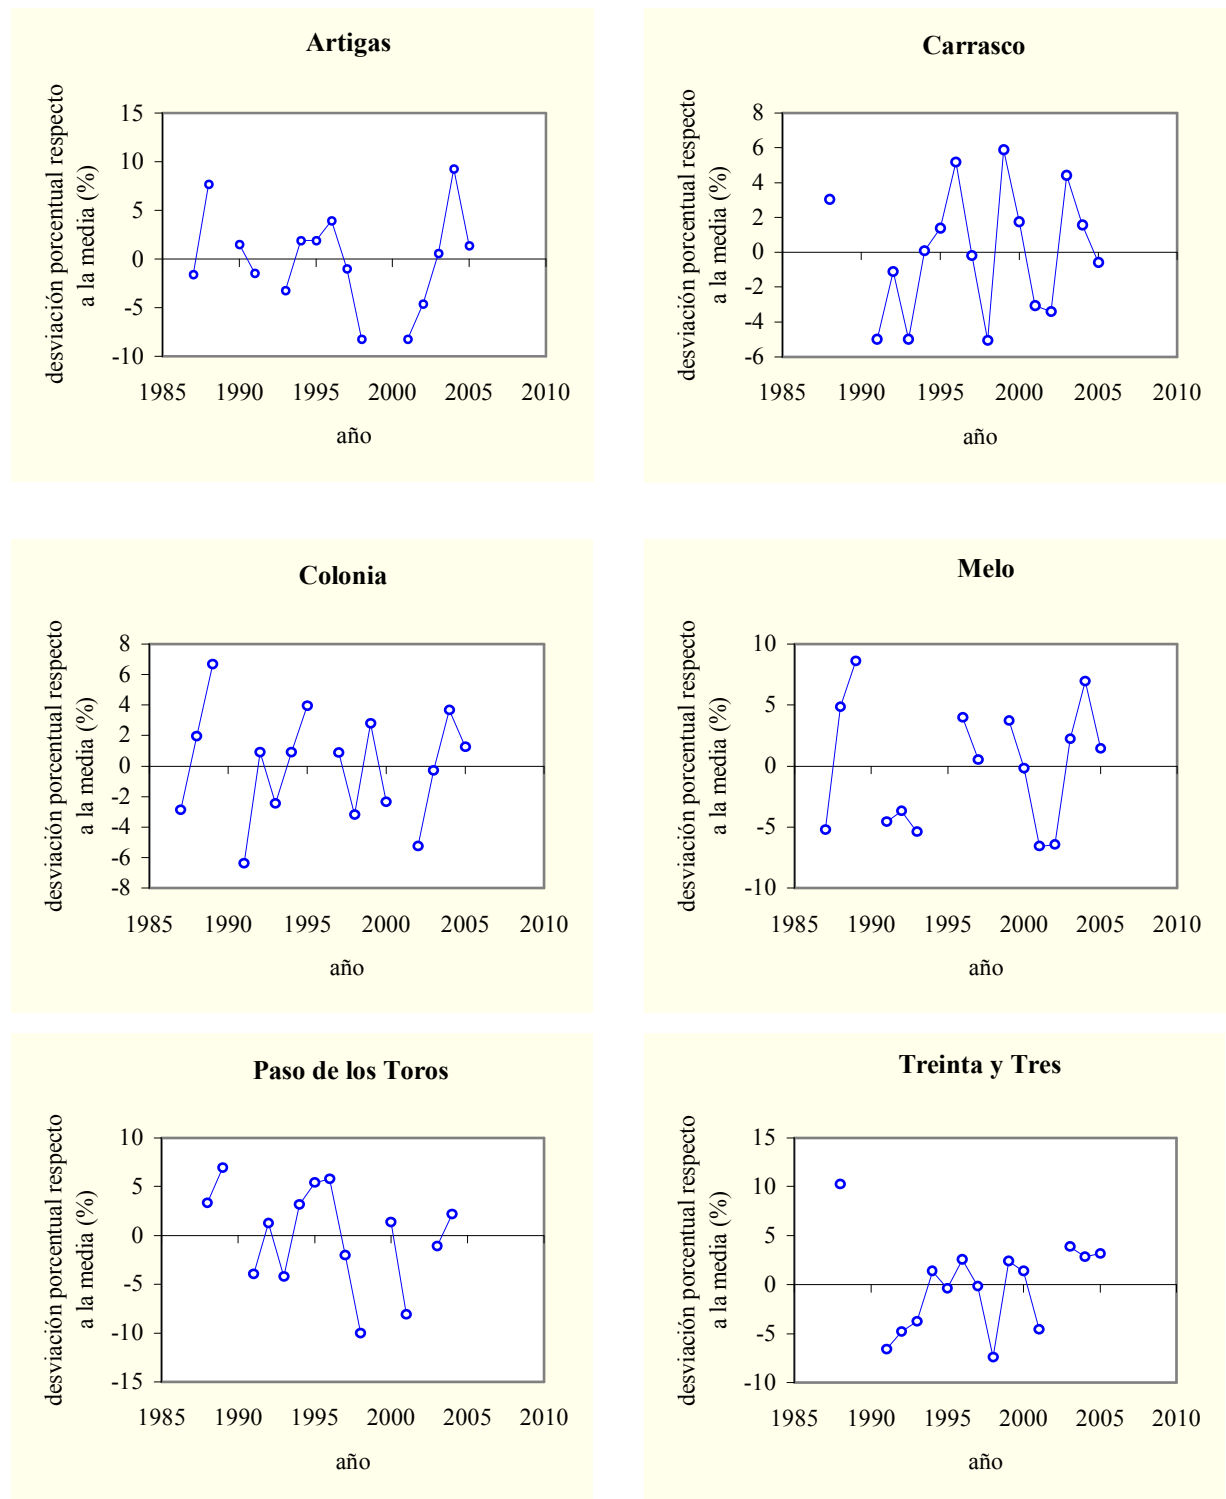 Artigas
desviación porcentual respecto
a la media (%)
15
10
5
0
-5
-10
1985 1990 1995 2000 2005 2010
año
Carrasco
desviación porcentual respecto
a la media (%)
8
6
4
2
0
-2
-4
-6
1985 1990 1995 2000 2005 2010
año
Colonia
desviación porcentual respecto
a la media (%)
8
6
4
2
0
-2
-4
-6
-8
1985 1990 1995 2000 2005 2010
año
Melo
desviación porcentual respecto
a la media (%)
10
5
0
-5
-10
1985 1990 1995 2000 2005 2010
año
Paso de los Toros
desviación porcentual respecto
a la media (%)
10
5
0
-5
-10
-15
1985 1990 1995 2000 2005 2010
año
Treinta y Tres
desviación porcentual respecto
a la media (%)
15
10
5
0
-5
-10
1985 1990 1995 2000 2005 2010
año